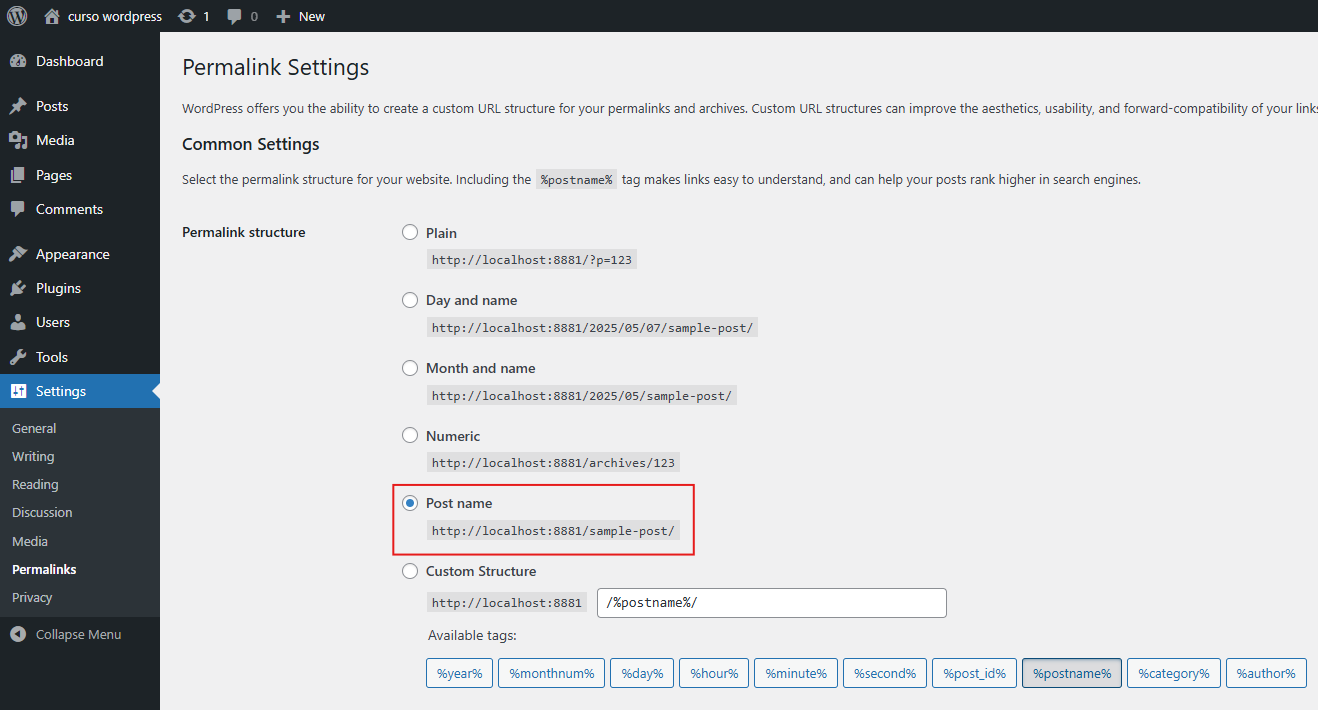 curso wordpress 1 0 New
Dashboard
Posts
Media
Pages
Comments
Appearance
Plugins
Users
Tools
Settings
General
Writing
Reading
Discussion
Media
Permalinks
Privacy
Collapse Menu
Permalink Settings
WordPress offers you the ability to create a custom URL structure for your permalinks and archives. Custom URL structures can improve the aesthetics, usability, and forward-compatibility of your links
Common Settings
Select the permalink structure for your website. Including the %postname% tag makes links easy to understand, and can help your posts rank higher in search engines.
Permalink structure
Plain
http://localhost:8881/?p=123
Day and name
http://localhost:8881/2025/05/07/sample-post/
Month and name
http://localhost:8881/2025/05/sample-post/
Numeric
http://localhost:8881/archives/123
Post name
http://localhost:8881/sample-post/
Custom Structure
http://localhost:8881 /%postname%/
Available tags:
%year% %monthnum% %day% %hour% %minute% %second% %post_id% %postname% %category% %author%